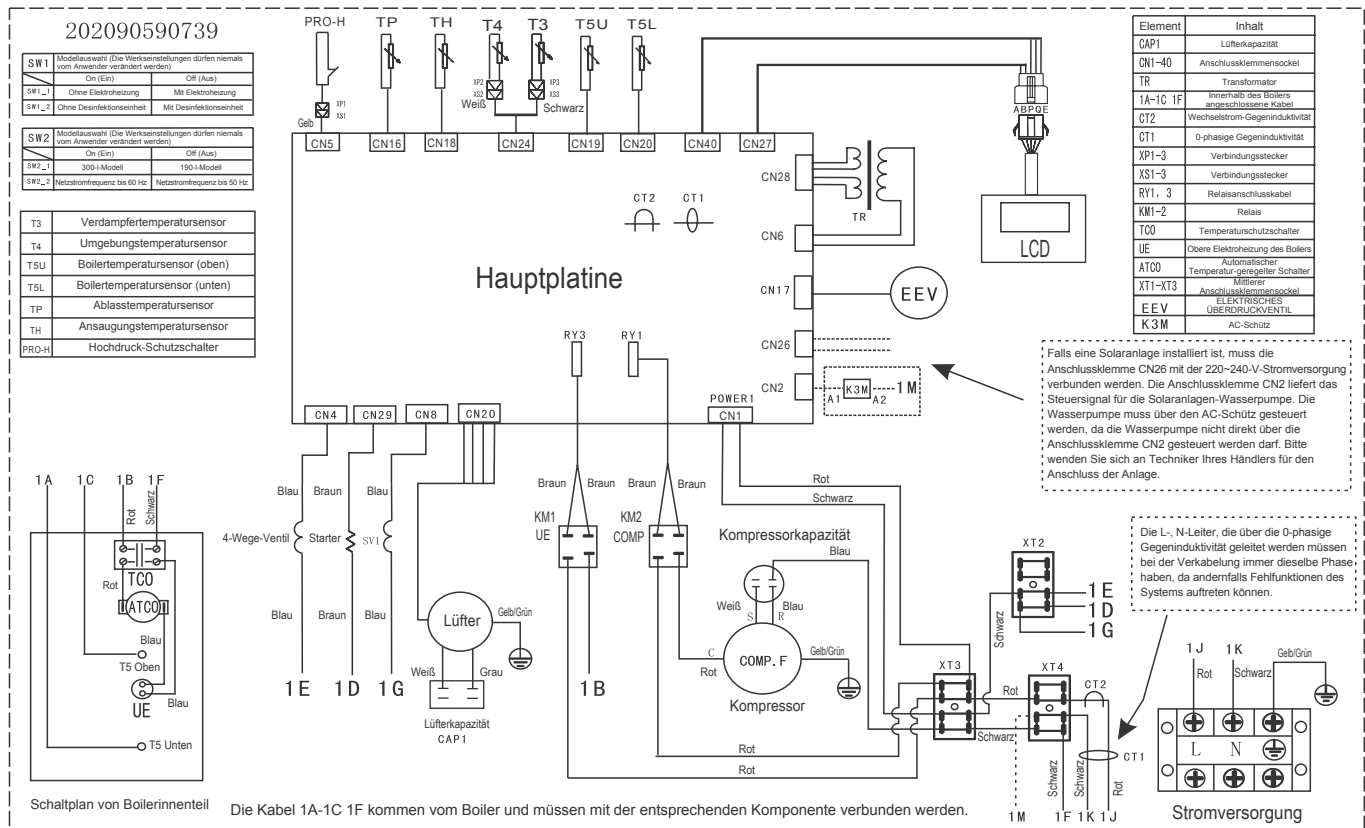 202090590739
SW1
Modellauswahl (Die Werkseinstellungen dürfen niemals
vom Anwender verändert werden)
On (Ein)
Off (Aus)
SW1_1
Ohne Elektroheizung
Mit Elektroheizung
SW1_2
Ohne Desinfektionseinheit
Mit Desinfektionseinheit
SW2
Modellauswahl (Die Werkseinstellungen dürfen niemals
vom Anwender verändert werden)
On (Ein)
Off (Aus)
SW2_1
300-l-Modell
190-l-Modell
SW2_2
Netzstromfrequenz bis 60 Hz
Netzstromfrequenz bis 50 Hz
T3
Verdampfertemperatursensor
T4
Umgebungstemperatursensor
T5U
Boilertemperatursensor (oben)
T5L
Boilertemperatursensor (unten)
TP
Ablasstemperatursensor
TH
Ansaugungstemperatursensor
PRO-H
Hochdruck-Schutzschalter
PRO-H
TP
TH
T4
T3
T5U
T5L
XP1
XS1
XP2
XS2
XP3
XS3
Gelb
Weiß
Schwarz
CN5
CN16
CN18
CN24
CN19
CN20
CN40
CN27
ABPQE
LCD
CN28
TR
CN6
CT2
CT1
Hauptplatine
CN17
EEV
CN26
CN2
A1
K3M
A2
1M
RY3
RY1
POWER1
CN4
CN29
CN8
CN20
CN1
Element
Inhalt
CAP1
Lüfterkapazität
CN1-40
Anschlussklemmensockel
TR
Transformator
1A-1C 1F
Innerhalb des Boilers
angeschlossene Kabel
CT2
Wechselstrom-Gegeninduktivität
CT1
0-phasige Gegeninduktivität
XP1-3
Verbindungsstecker
XS1-3
Verbindungsstecker
RY1, 3
Relaisanschlusskabel
KM1-2
Relais
TCO
Temperaturschutzschalter
UE
Obere Elektroheizung des Boilers
ATCO
Automatischer
Temperatur-geregelter Schalter
XT1-XT3
Mittlerer
Anschlussklemmensockel
EEV
ELEKTRISCHES
ÜBERDRUCKVENTIL
K3M
AC-Schütz
Falls eine Solaranlage installiert ist, muss die
Anschlussklemme CN26 mit der 220~240-V-Stromversorgung
verbunden werden. Die Anschlussklemme CN2 liefert das
Steuersignal für die Solaranlagen-Wasserpumpe. Die
Wasserpumpe muss über den AC-Schütz gesteuert
werden, da die Wasserpumpe nicht direkt über die
Anschlussklemme CN2 gesteuert werden darf. Bitte
wenden Sie sich an Techniker Ihres Händlers für den
Anschluss der Anlage.
Die L-, N-Leiter, die über die 0-phasige
Gegeninduktivität geleitet werden müssen
bei der Verkabelung immer dieselbe Phase
haben, da andernfalls Fehlfunktionen des
Systems auftreten können.
1A
1C
1B
1F
Rot
Schwarz
TCO
Rot
ATCO
Blau
T5 Oben
UE
Blau
T5 Unten
Schaltplan von Boilerinnenteil
Blau
Braun
Blau
4-Wege-Ventil
Starter
SV1
Blau
Braun
Blau
1E
1D
1G
Lüfter
Gelb/Grün
Weiß
Grau
Lüfterkapazität
CAP1
Braun
Braun
KM1
UE
1B
Braun
Braun
KM2
COMP
Rot
Schwarz
Kompressorkapazität
Blau
Weiß
Blau
S
R
C
Rot
COMP.F
Gelb/Grün
Kompressor
Rot
Rot
XT2
1E
1D
1G
Schwarz
XT3
Rot
XT4
Schwarz
CT2
CT1
Schwarz
Schwarz
Rot
1M
1F
1K
1J
1J
1K
Rot
Schwarz
Gelb/Grün
L
N
Stromversorgung
Die Kabel 1A-1C 1F kommen vom Boiler und müssen mit der entsprechenden Komponente verbunden werden.